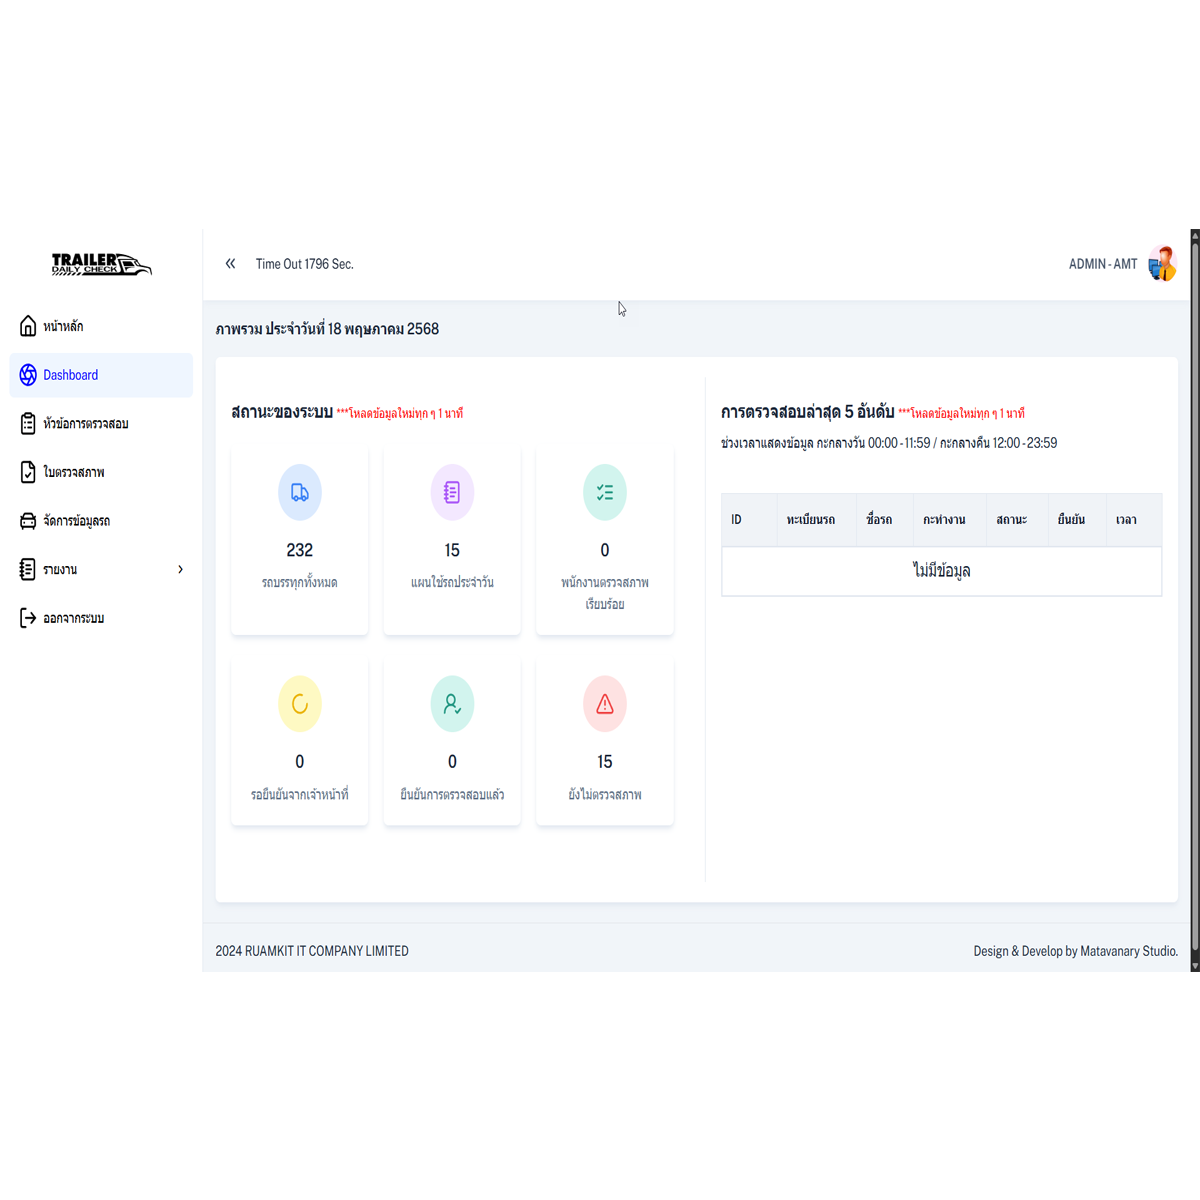 TRAILER
DAILY CHECK
หน้าหลัก
Dashboard
หัวข้อการตรวจสอบ
ใบตรวจสภาพ
จัดการข้อมูลรถ
รายงาน
ออกจากระบบ
Time Out 1796 Sec.
ADMIN - AMT
ภาพรวม ประจำวันที่ 18 พฤษภาคม 2568
สถานะของระบบ ***โหลดข้อมูลใหม่ทุก ๆ 1 นาที
232
รถบรรทุกทั้งหมด
15
แผนใช้รถประจำวัน
0
พนักงานตรวจสภาพ
เรียบร้อย
0
รอยืนยันจากเจ้าหน้าที่
0
ยืนยันการตรวจสอบแล้ว
15
ยังไม่ตรวจสภาพ
การตรวจสอบล่าสุด 5 อันดับ ***โหลดข้อมูลใหม่ทุก ๆ 1 นาที
ช่วงเวลาแสดงข้อมูล กะกลางวัน 00:00 - 11:59 / กะกลางคืน 12:00 - 23:59
ID ทะเบียนรถ ชื่อรถ กะทำงาน สถานะ ยืนยัน เวลา
ไม่มีข้อมูล
2024 RUAMKIT IT COMPANY LIMITED
Design & Develop by Matavanary Studio.